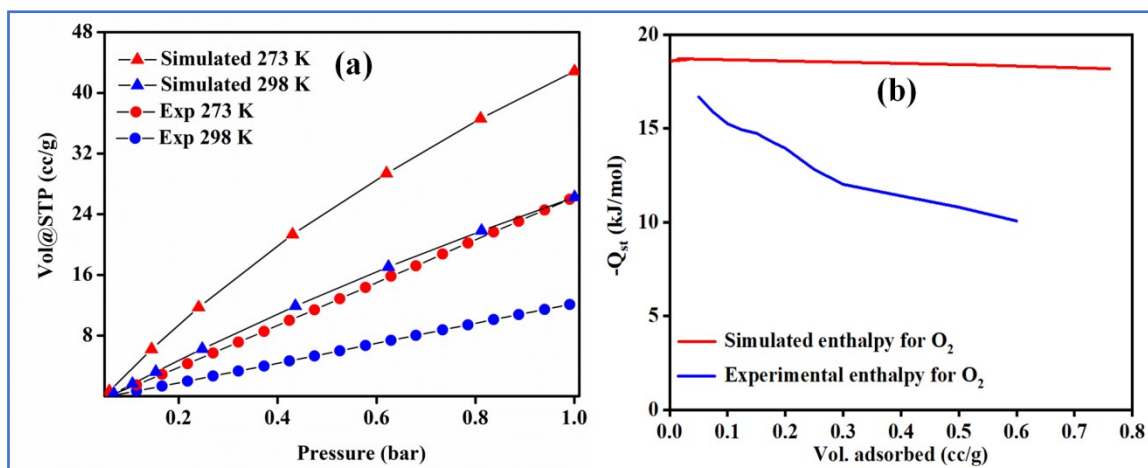 48
40
32
24
16
8
Vol@STP (cc/g)
Simulated 273 K
Simulated 298 K
Exp 273 K
Exp 298 K
(a)
0.2 0.4 0.6 0.8 1.0
Pressure (bar)
20
15
10
5
0
-Qst (kJ/mol)
(b)
Simulated enthalpy for O2
Experimental enthalpy for O2
0.0 0.1 0.2 0.3 0.4 0.5 0.6 0.7 0.8
Vol. adsorbed (cc/g)